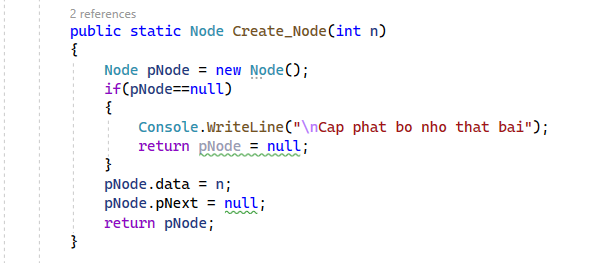 2 references
public static Node Create_Node(int n)
{
Node pNode = new Node();
if(pNode==null)
{
Console.WriteLine("\nCap phat bo nho that bai");
return pNode = null;
}
pNode.data = n;
pNode.pNext = null;
return pNode;
}